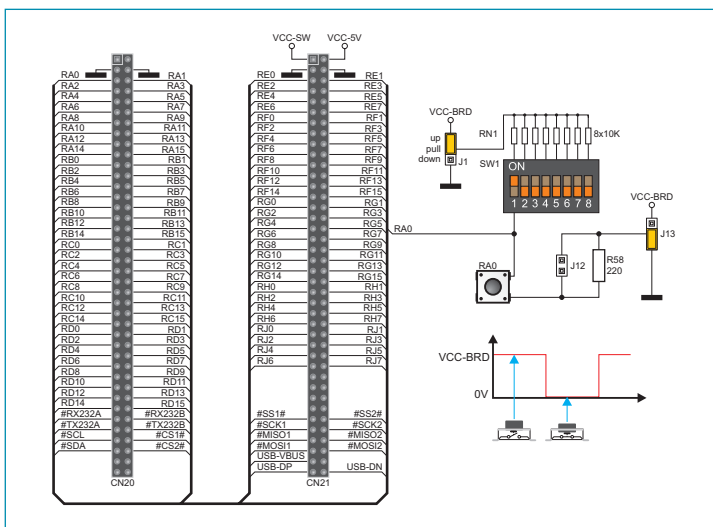 VCC-SW VCC-5V
RA0 RA1
RA2 RA3
RA4 RA5
RA6 RA7
RA8 RA9
RA10 RA11
RA12 RA13
RA14 RA15
RB0 RB1
RB2 RB3
RB4 RB5
RB6 RB7
RB8 RB9
RB10 RB11
RB12 RB13
RB14 RB15
RC0 RC1
RC2 RC3
RC4 RC5
RC6 RC7
RC8 RC9
RC10 RC11
RC12 RC13
RC14 RC15
RD0 RD1
RD2 RD3
RD4 RD5
RD6 RD7
RD8 RD9
RD10 RD11
RD12 RD13
RD14 RD15
#RX232A #RX232B
#TX232A #TX232B
#SCL #CS1#
#SDA #CS2#
CN20
RE0 RE1
RE2 RE3
RE4 RE5
RE6 RE7
RF0 RF1
RF2 RF3
RF4 RF5
RF6 RF7
RF8 RF9
RF10 RF11
RF12 RF13
RF14 RF15
RG0 RG1
RG2 RG3
RG4 RG5
RG6 RG7
RG8 RG9
RG10 RG11
RG12 RG13
RG14 RG15
RH0 RH1
RH2 RH3
RH4 RH5
RH6 RH7
RJ0 RJ1
RJ2 RJ3
RJ4 RJ5
RJ6 RJ7
#SS1# #SS2#
#SCK1 #SCK2
#MISO1 #MISO2
#MOSI1 #MOSI2
USB-VBUS
USB-DP USB-DN
CN21
VCC-BRD
up
pull
down
J1
RN1 8x10K
SW1
ON
1 2 3 4 5 6 7 8
VCC-BRD
RA0
J13
RA0
J12
R58
220
VCC-BRD
0V